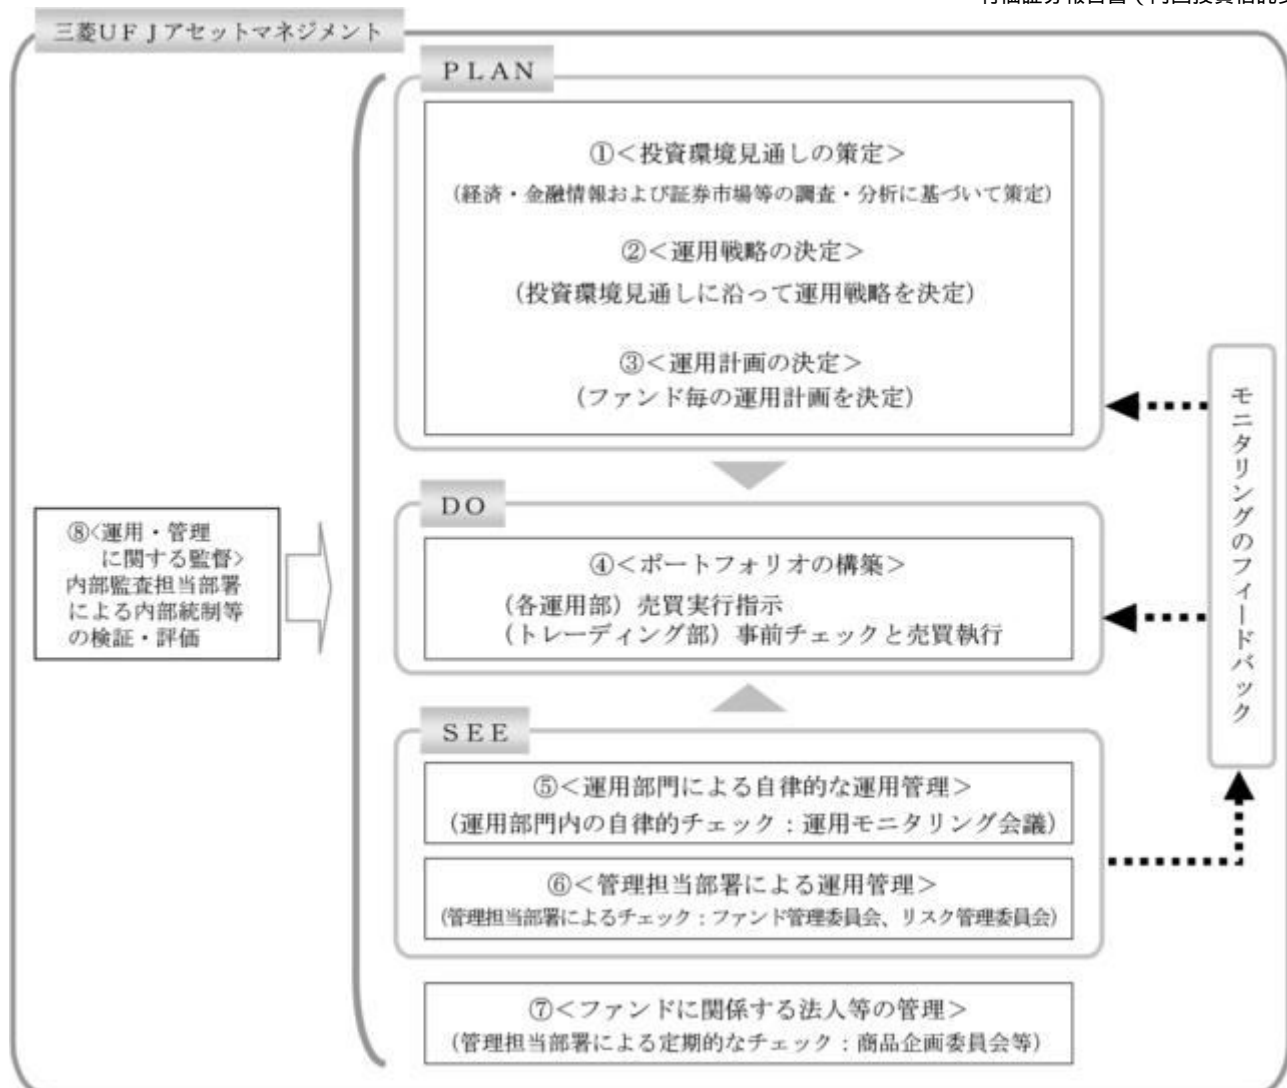 三菱UFJアセットマネジメント
PLAN
①<投資環境見通しの策定>
(経済・金融情報および証券市場等の調査・分析に基づいて策定)
②<運用戦略の決定>
(投資環境見通しに沿って運用戦略を決定)
③<運用計画の決定>
(ファンド毎の運用計画を決定)
DO
④<ポートフォリオの構築>
(各運用部)売買実行指示
(トレーディング部)事前チェックと売買執行
SEE
⑤<運用部門による自律的な運用管理>
(運用部門内の自律的チェック:運用モニタリング会議)
⑥<管理担当部署による運用管理>
(管理担当部署によるチェック:ファンド管理委員会、リスク管理委員会)
⑦<ファンドに関係する法人等の管理>
(管理担当部署による定期的なチェック:商品企画委員会等)
⑧<運用・管理
に関する監督>
内部監査担当部署
による内部統制等
の検証・評価
モニタリングのフィードバック